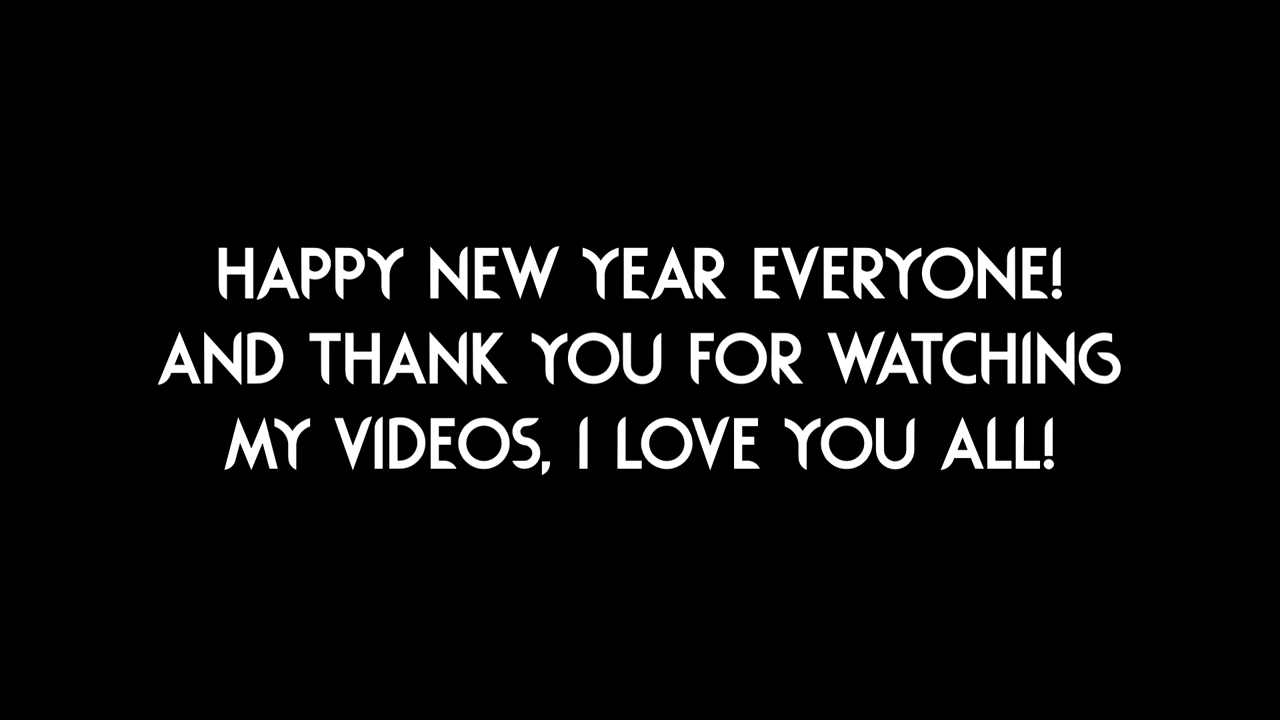 HAPPY NEW YEAR EVERYONE!
AND THANK YOU FOR WATCHING
MY VIDEOS, I LOVE YOU ALL!